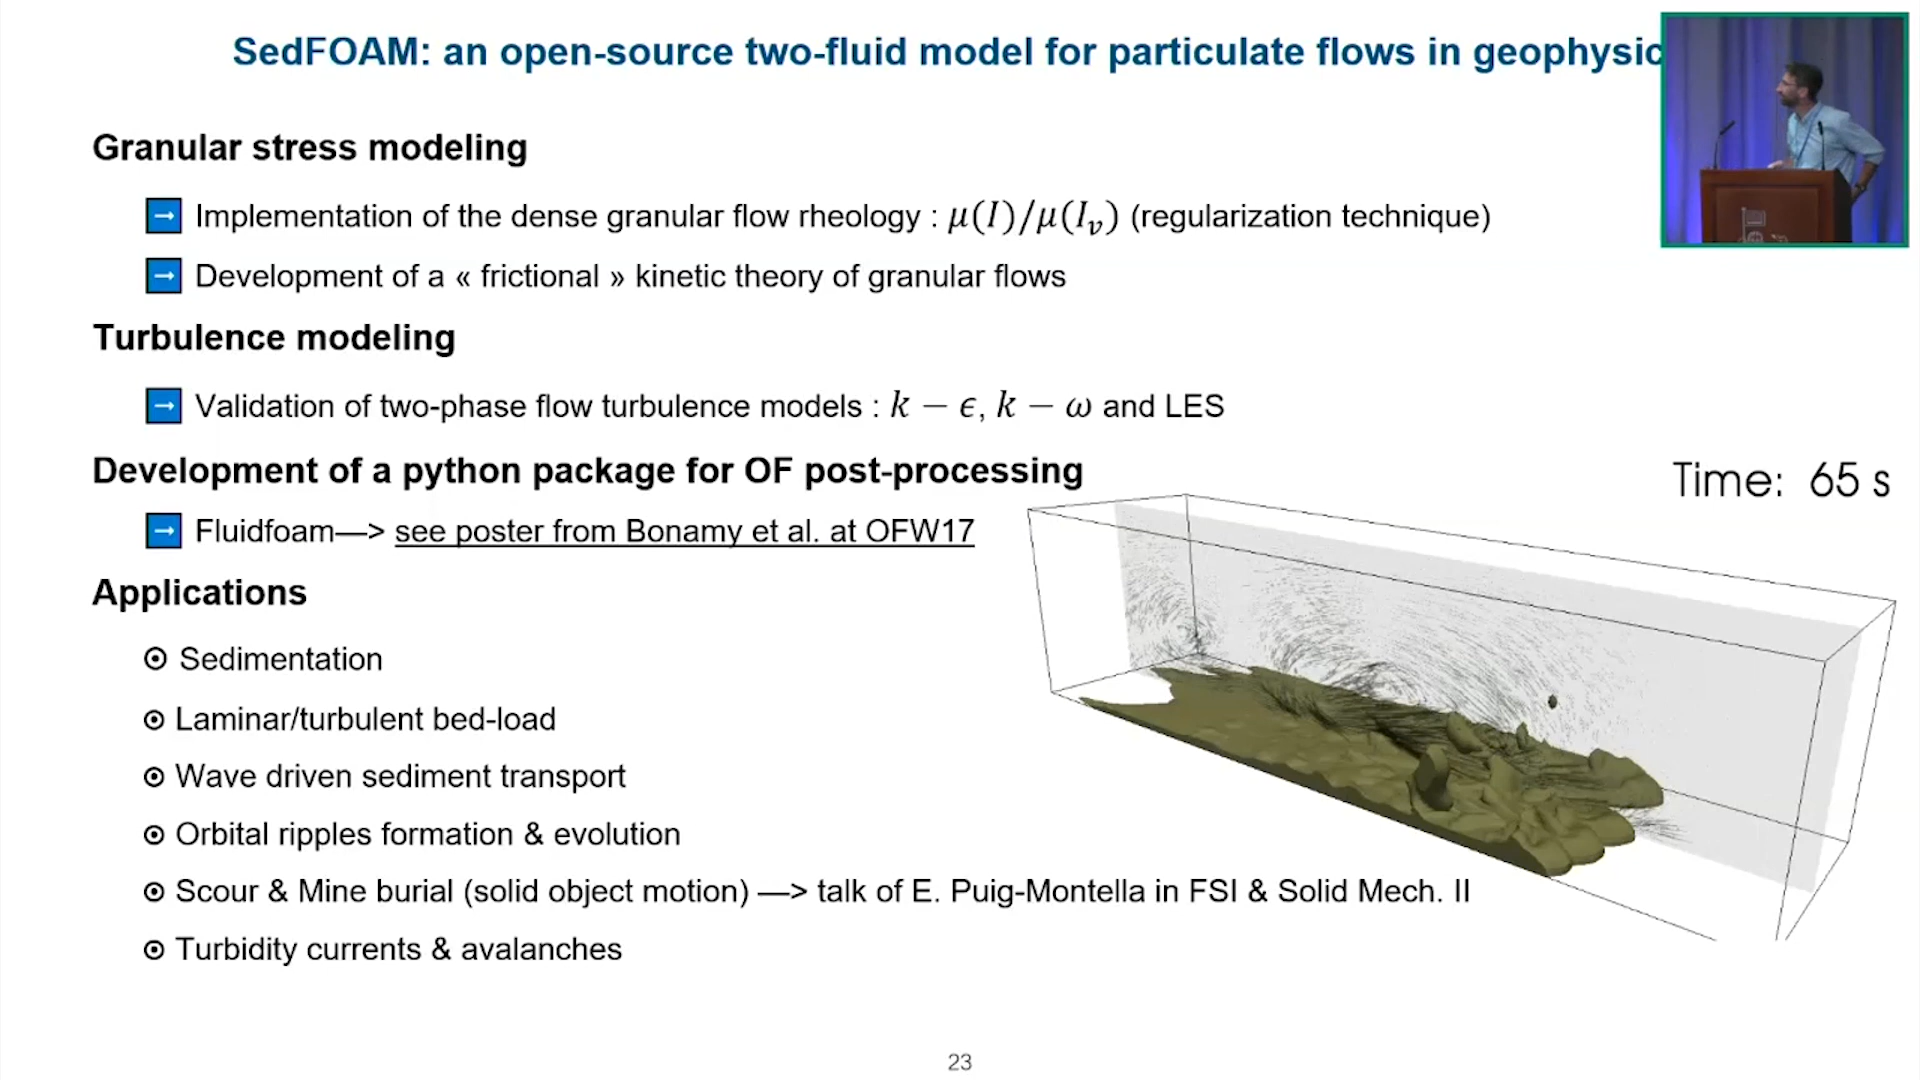 SedFOAM: an open-source two-fluid model for particulate flows in geophysic
Granular stress modeling
→ Implementation of the dense granular flow rheology : μ(I)/μ(Iᵥ) (regularization technique)
→ Development of a « frictional » kinetic theory of granular flows
Turbulence modeling
→ Validation of two-phase flow turbulence models : k − ϵ, k − ω and LES
Development of a python package for OF post-processing
Time: 65 s
→ Fluidfoam—> see poster from Bonamy et al. at OFW17
Applications
⊙ Sedimentation
⊙ Laminar/turbulent bed-load
⊙ Wave driven sediment transport
⊙ Orbital ripples formation & evolution
⊙ Scour & Mine burial (solid object motion) —> talk of E. Puig-Montella in FSI & Solid Mech. II
⊙ Turbidity currents & avalanches
23